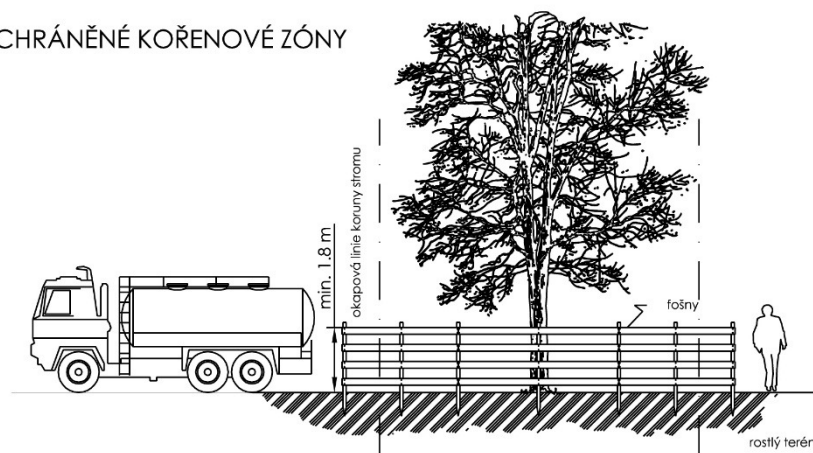 CHRÁNĚNÉ KOŘENOVÉ ZÓNY
okapová linie koruny stromu
min. 1.8 m
fošny
rostlý terén